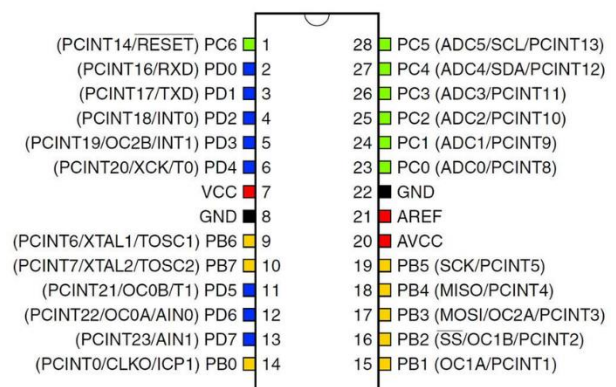 (PCINT14/RESET) PC6 1 28 PC5 (ADC5/SCL/PCINT13)
(PCINT16/RXD) PD0 2 27 PC4 (ADC4/SDA/PCINT12)
(PCINT17/TXD) PD1 3 26 PC3 (ADC3/PCINT11)
(PCINT18/INT0) PD2 4 25 PC2 (ADC2/PCINT10)
(PCINT19/OC2B/INT1) PD3 5 24 PC1 (ADC1/PCINT9)
(PCINT20/XCK/T0) PD4 6 23 PC0 (ADC0/PCINT8)
VCC 7 22 GND
GND 8 21 AREF
(PCINT6/XTAL1/TOSC1) PB6 9 20 AVCC
(PCINT7/XTAL2/TOSC2) PB7 10 19 PB5 (SCK/PCINT5)
(PCINT21/OC0B/T1) PD5 11 18 PB4 (MISO/PCINT4)
(PCINT22/OC0A/AIN0) PD6 12 17 PB3 (MOSI/OC2A/PCINT3)
(PCINT23/AIN1) PD7 13 16 PB2 (SS/OC1B/PCINT2)
(PCINT0/CLKO/ICP1) PB0 14 15 PB1 (OC1A/PCINT1)